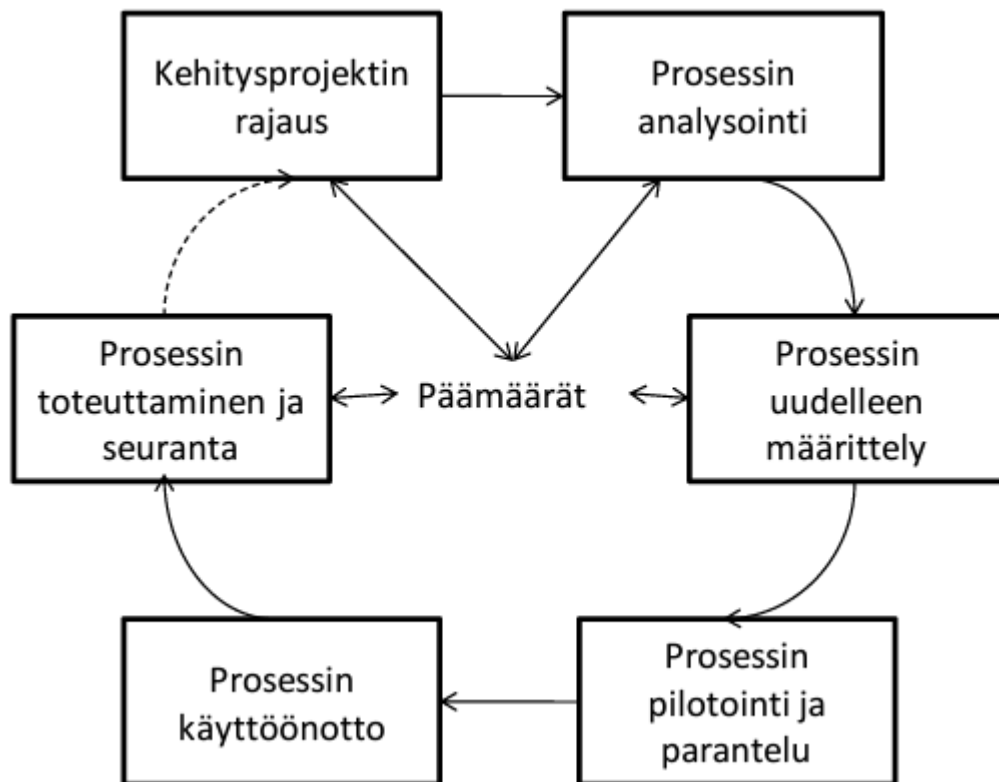 Kehitysprojektin
rajaus
Prosessin
analysointi
Prosessin
toteuttaminen ja
seuranta
Päämäärät
Prosessin
uudelleen
määrittely
Prosessin
käyttöönotto
Prosessin
pilotointi ja
parantelu